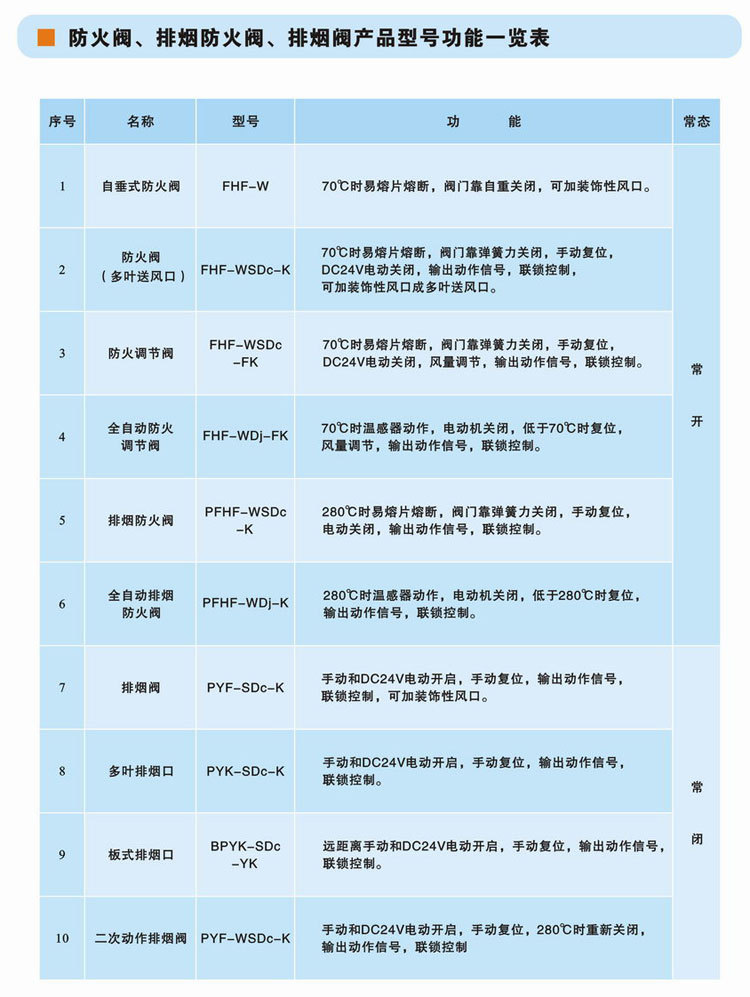 防火阀、排烟防火阀、排烟阀产品型号功能一览表
序号 名称 型号 功 能 常态
1 自垂式防火阀 FHF-W 70℃时易熔片熔断，阀门靠自重关闭，可加装饰性风口。
2 防火阀
（多叶送风口） FHF-WSDc-K 70℃时易熔片熔断，阀门靠弹簧力关闭，手动复位，
DC24V电动关闭，输出动作信号，联锁控制，
可加装饰性风口成多叶送风口。
3 防火调节阀 FHF-WSDc
-FK 70℃时易熔片熔断，阀门靠弹簧力关闭，手动复位，
DC24V电动关闭，风量调节，输出动作信号，联锁控制。
常
开
4 全自动防火
调节阀 FHF-WDj-FK 70℃时温感器动作，电动机关闭，低于70℃时复位，
风量调节，输出动作信号，联锁控制。
5 排烟防火阀 PFHF-WSDc
-K 280℃时易熔片熔断，阀门靠弹簧力关闭，手动复位，
电动关闭，输出动作信号，联锁控制。
6 全自动排烟
防火阀 PFHF-WDj-K 280℃时温感器动作，电动机关闭，低于280℃时复位，
输出动作信号，联锁控制。
7 排烟阀 PYF-SDc-K 手动和DC24V电动开启，手动复位，输出动作信号，
联锁控制，可加装饰性风口。
8 多叶排烟口 PYK-SDc-K 手动和DC24V电动开启，手动复位，输出动作信号，
联锁控制。
常
闭
9 板式排烟口 BPYK-SDc
-YK 远距离手动和DC24V电动开启，手动复位，输出动作信号，
联锁控制。
10 二次动作排烟阀 PYF-WSDc-K 手动和DC24V电动开启，手动复位，280℃时重新关闭，
输出动作信号，联锁控制